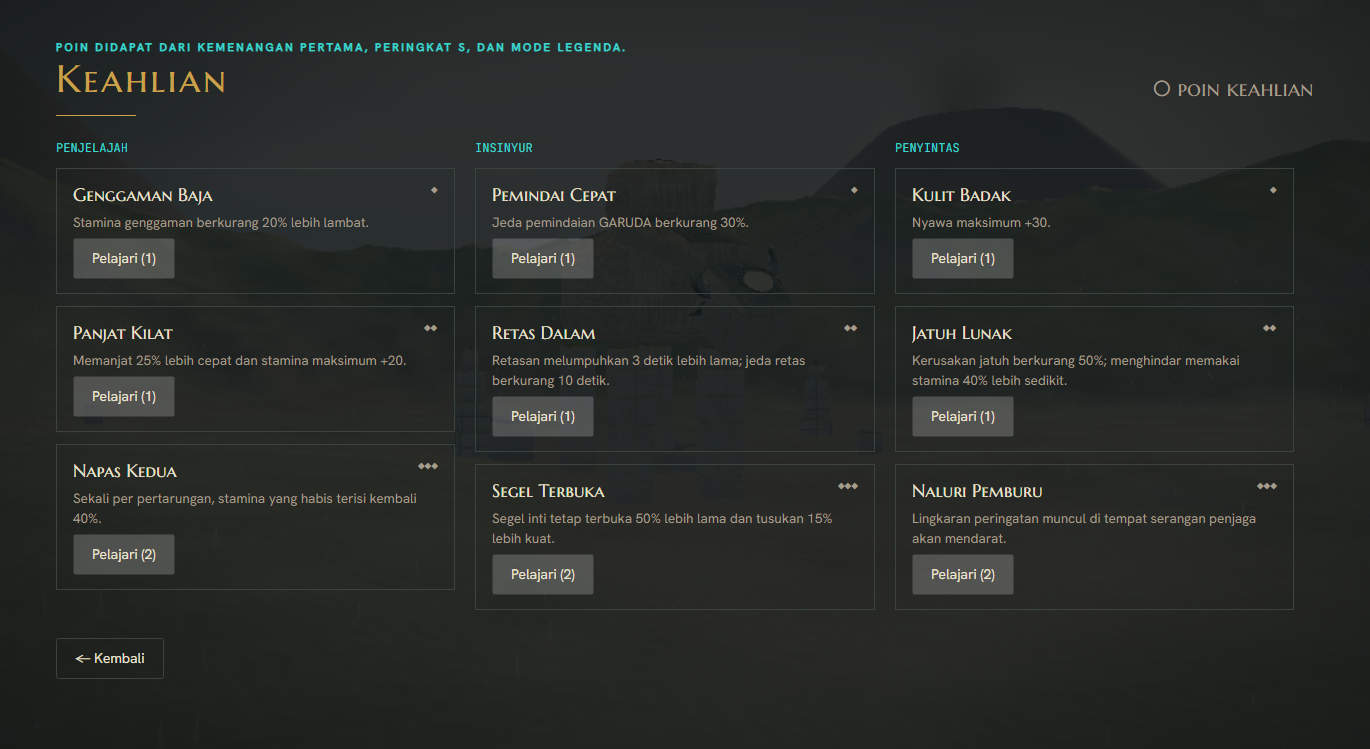 POIN DIDAPAT DARI KEMENANGAN PERTAMA, PERINGKAT S, DAN MODE LEGENDA.
KEAHLIAN
0 POIN KEAHLIAN
PENJELAJAH
GENGGAMAN BAJA
Stamina genggaman berkurang 20% lebih lambat.
Pelajari (1)
PANJAT KILAT
Memanjat 25% lebih cepat dan stamina maksimum +20.
Pelajari (1)
NAPAS KEDUA
Sekali per pertarungan, stamina yang habis terisi kembali
40%.
Pelajari (2)
INSINYUR
PEMINDAI CEPAT
Jeda pemindaian GARUDA berkurang 30%.
Pelajari (1)
RETAS DALAM
Retasan melumpuhkan 3 detik lebih lama; jeda retas
berkurang 10 detik.
Pelajari (1)
SEGEL TERBUKA
Segel inti tetap terbuka 50% lebih lama dan tusukan 15%
lebih kuat.
Pelajari (2)
PENYINTAS
KULIT BADAK
Nyawa maksimum +30.
Pelajari (1)
JATUH LUNAK
Kerusakan jatuh berkurang 50%; menghindar memakai
stamina 40% lebih sedikit.
Pelajari (1)
NALURI PEMBURU
Lingkaran peringatan muncul di tempat serangan penjaga
akan mendarat.
Pelajari (2)
← Kembali